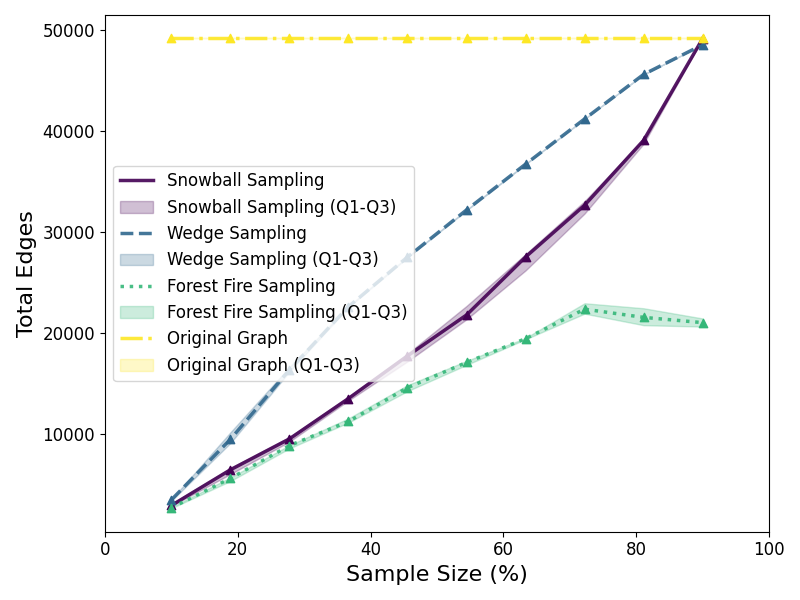 50000
40000
30000
20000
10000
Total Edges
Snowball Sampling
Snowball Sampling (Q1-Q3)
Wedge Sampling
Wedge Sampling (Q1-Q3)
Forest Fire Sampling
Forest Fire Sampling (Q1-Q3)
Original Graph
Original Graph (Q1-Q3)
0 20 40 60 80 100
Sample Size (%)